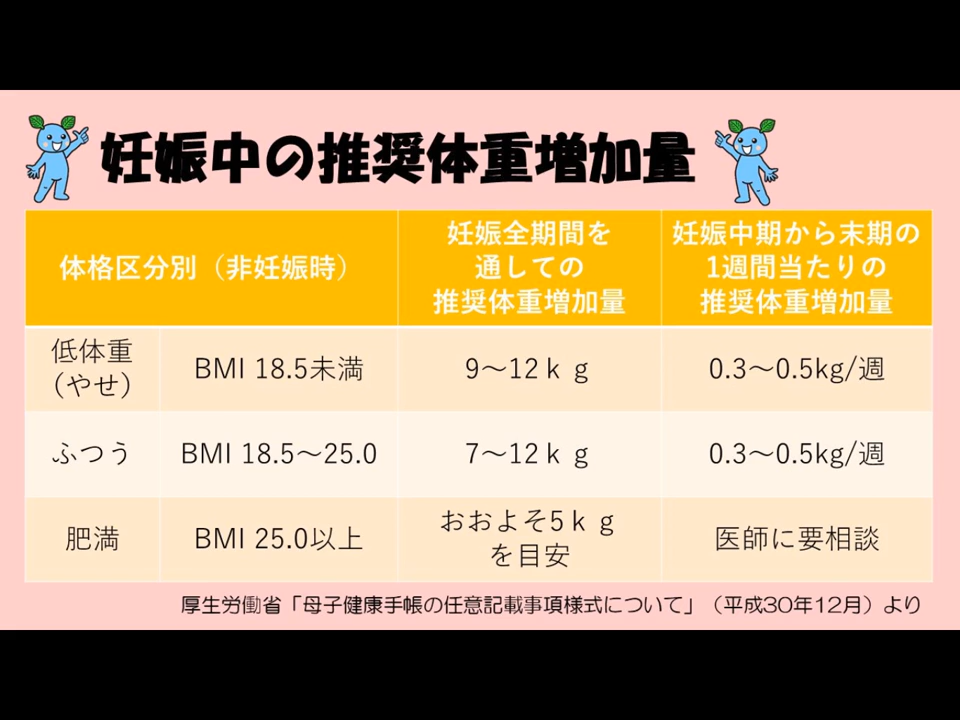 妊娠中の推奨体重増加量
体格区分別（非妊娠時）
妊娠全期間を
通しての
推奨体重増加量
妊娠中期から末期の
1週間当たりの
推奨体重増加量
低体重
（やせ）
BMI 18.5未満
9～12ｋｇ
0.3～0.5kg/週
ふつう
BMI 18.5～25.0
7～12ｋｇ
0.3～0.5kg/週
肥満
BMI 25.0以上
おおよそ5ｋｇ
を目安
医師に要相談
厚生労働省「母子健康手帳の任意記載事項様式について」（平成30年12月）より